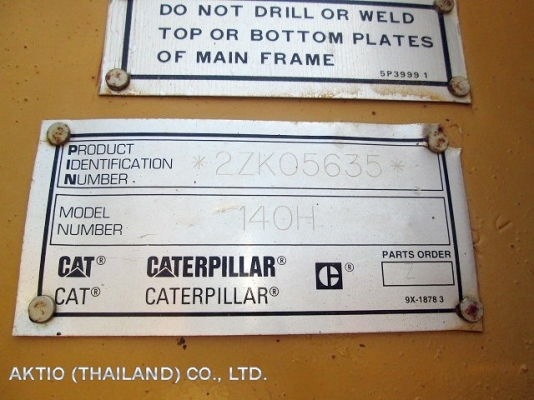 DO NOT DRILL OR WELD
TOP OR BOTTOM PLATES
OF MAIN FRAME
5P3999 1
PRODUCT
IDENTIFICATION
NUMBER
*2ZK05635*
MODEL
NUMBER
140H
CAT® CATERPILLAR® C® PARTS ORDER
CAT® CATERPILLAR®
9X-1878 3
AKTIO (THAILAND) CO., LTD.